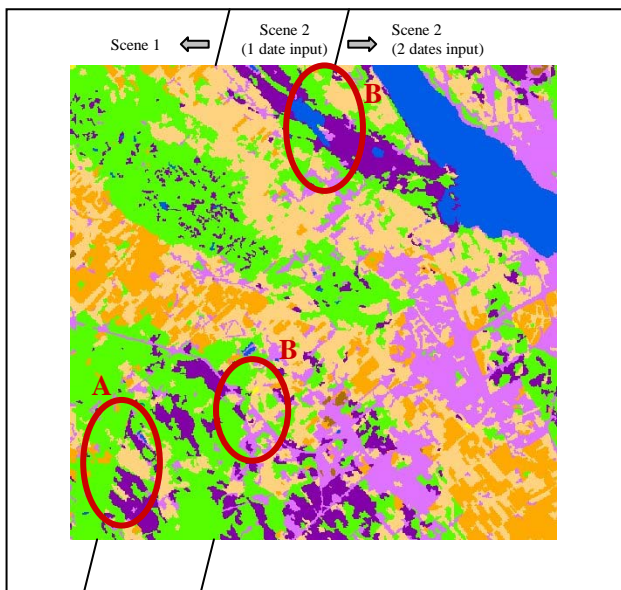 Scene 1
Scene 2
(1 date input)
Scene 2
(2 dates input)
B
B
A